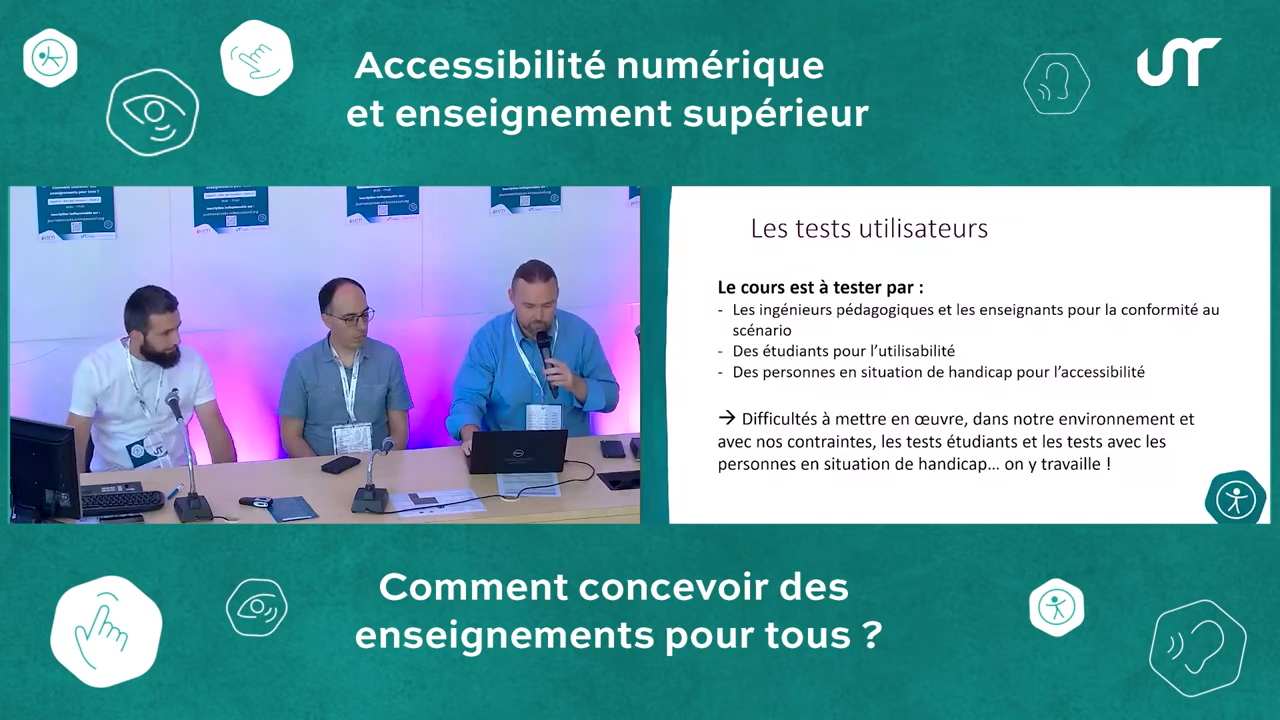 Accessibilité numérique
et enseignement supérieur
Les tests utilisateurs
Le cours est à tester par :
- Les ingénieurs pédagogiques et les enseignants pour la conformité au
scénario
- Des étudiants pour l'utilisabilité
- Des personnes en situation de handicap pour l'accessibilité
→ Difficultés à mettre en œuvre, dans notre environnement et
avec nos contraintes, les tests étudiants et les tests avec les
personnes en situation de handicap... on y travaille !
Comment concevoir des
enseignements pour tous ?